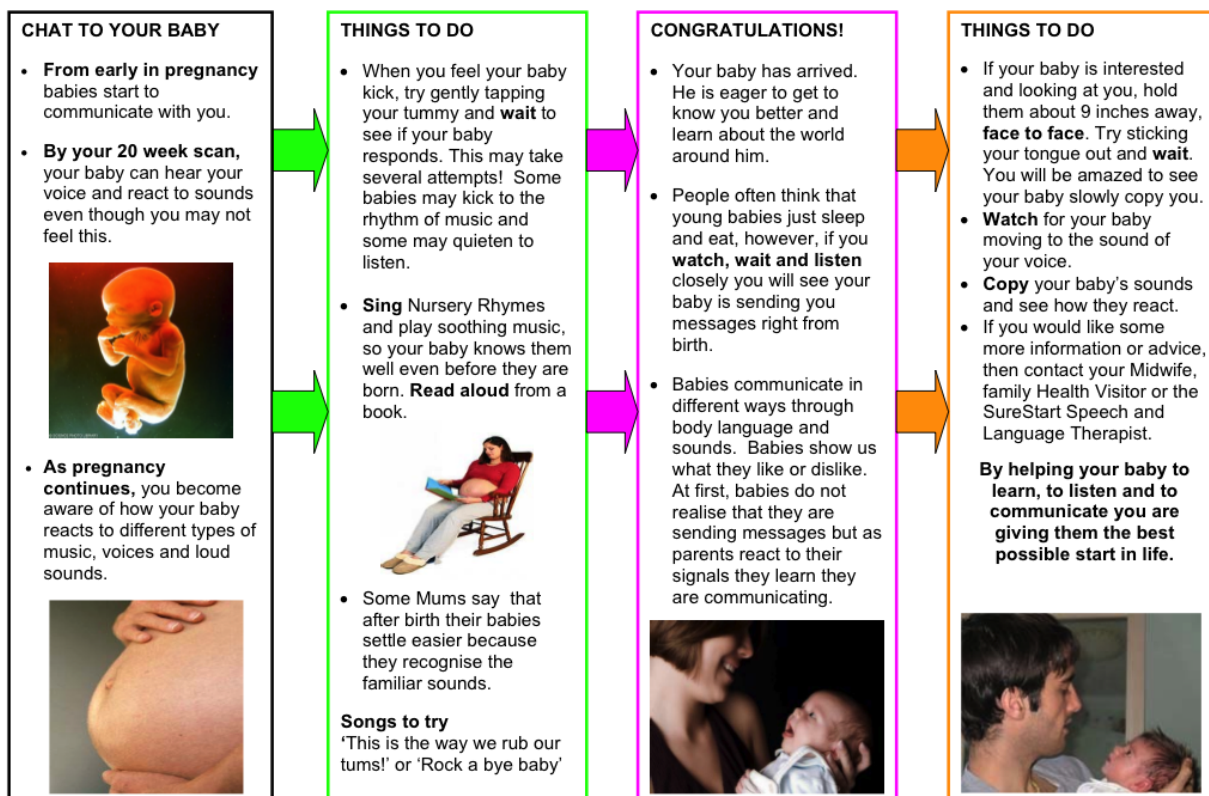 CHAT TO YOUR BABY
• From early in pregnancy
babies start to
communicate with you.
• By your 20 week scan,
your baby can hear your
voice and react to sounds
even though you may not
feel this.
• As pregnancy
continues, you become
aware of how your baby
reacts to different types of
music, voices and loud
sounds.
THINGS TO DO
• When you feel your baby
kick, try gently tapping
your tummy and wait to
see if your baby
responds. This may take
several attempts! Some
babies may kick to the
rhythm of music and
some may quieten to
listen.
• Sing Nursery Rhymes
and play soothing music,
so your baby knows them
well even before they are
born. Read aloud from a
book.
• Some Mums say that
after birth their babies
settle easier because
they recognise the
familiar sounds.
Songs to try
‘This is the way we rub our
tums!’ or ‘Rock a bye baby’
CONGRATULATIONS!
• Your baby has arrived.
He is eager to get to
know you better and
learn about the world
around him.
• People often think that
young babies just sleep
and eat, however, if you
watch, wait and listen
closely you will see your
baby is sending you
messages right from
birth.
• Babies communicate in
different ways through
body language and
sounds. Babies show us
what they like or dislike.
At first, babies do not
realise that they are
sending messages but as
parents react to their
signals they learn they
are communicating.
THINGS TO DO
• If your baby is interested
and looking at you, hold
them about 9 inches away,
face to face. Try sticking
your tongue out and wait.
You will be amazed to see
your baby slowly copy you.
• Watch for your baby
moving to the sound of
your voice.
• Copy your baby’s sounds
and see how they react.
• If you would like some
more information or advice,
then contact your Midwife,
family Health Visitor or the
SureStart Speech and
Language Therapist.
By helping your baby to
learn, to listen and to
communicate you are
giving them the best
possible start in life.